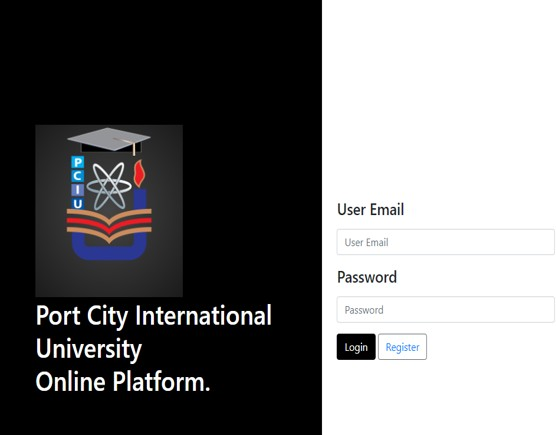 P
C
I
U
Port City International
University
Online Platform.
User Email
User Email
Password
Password
Login Register